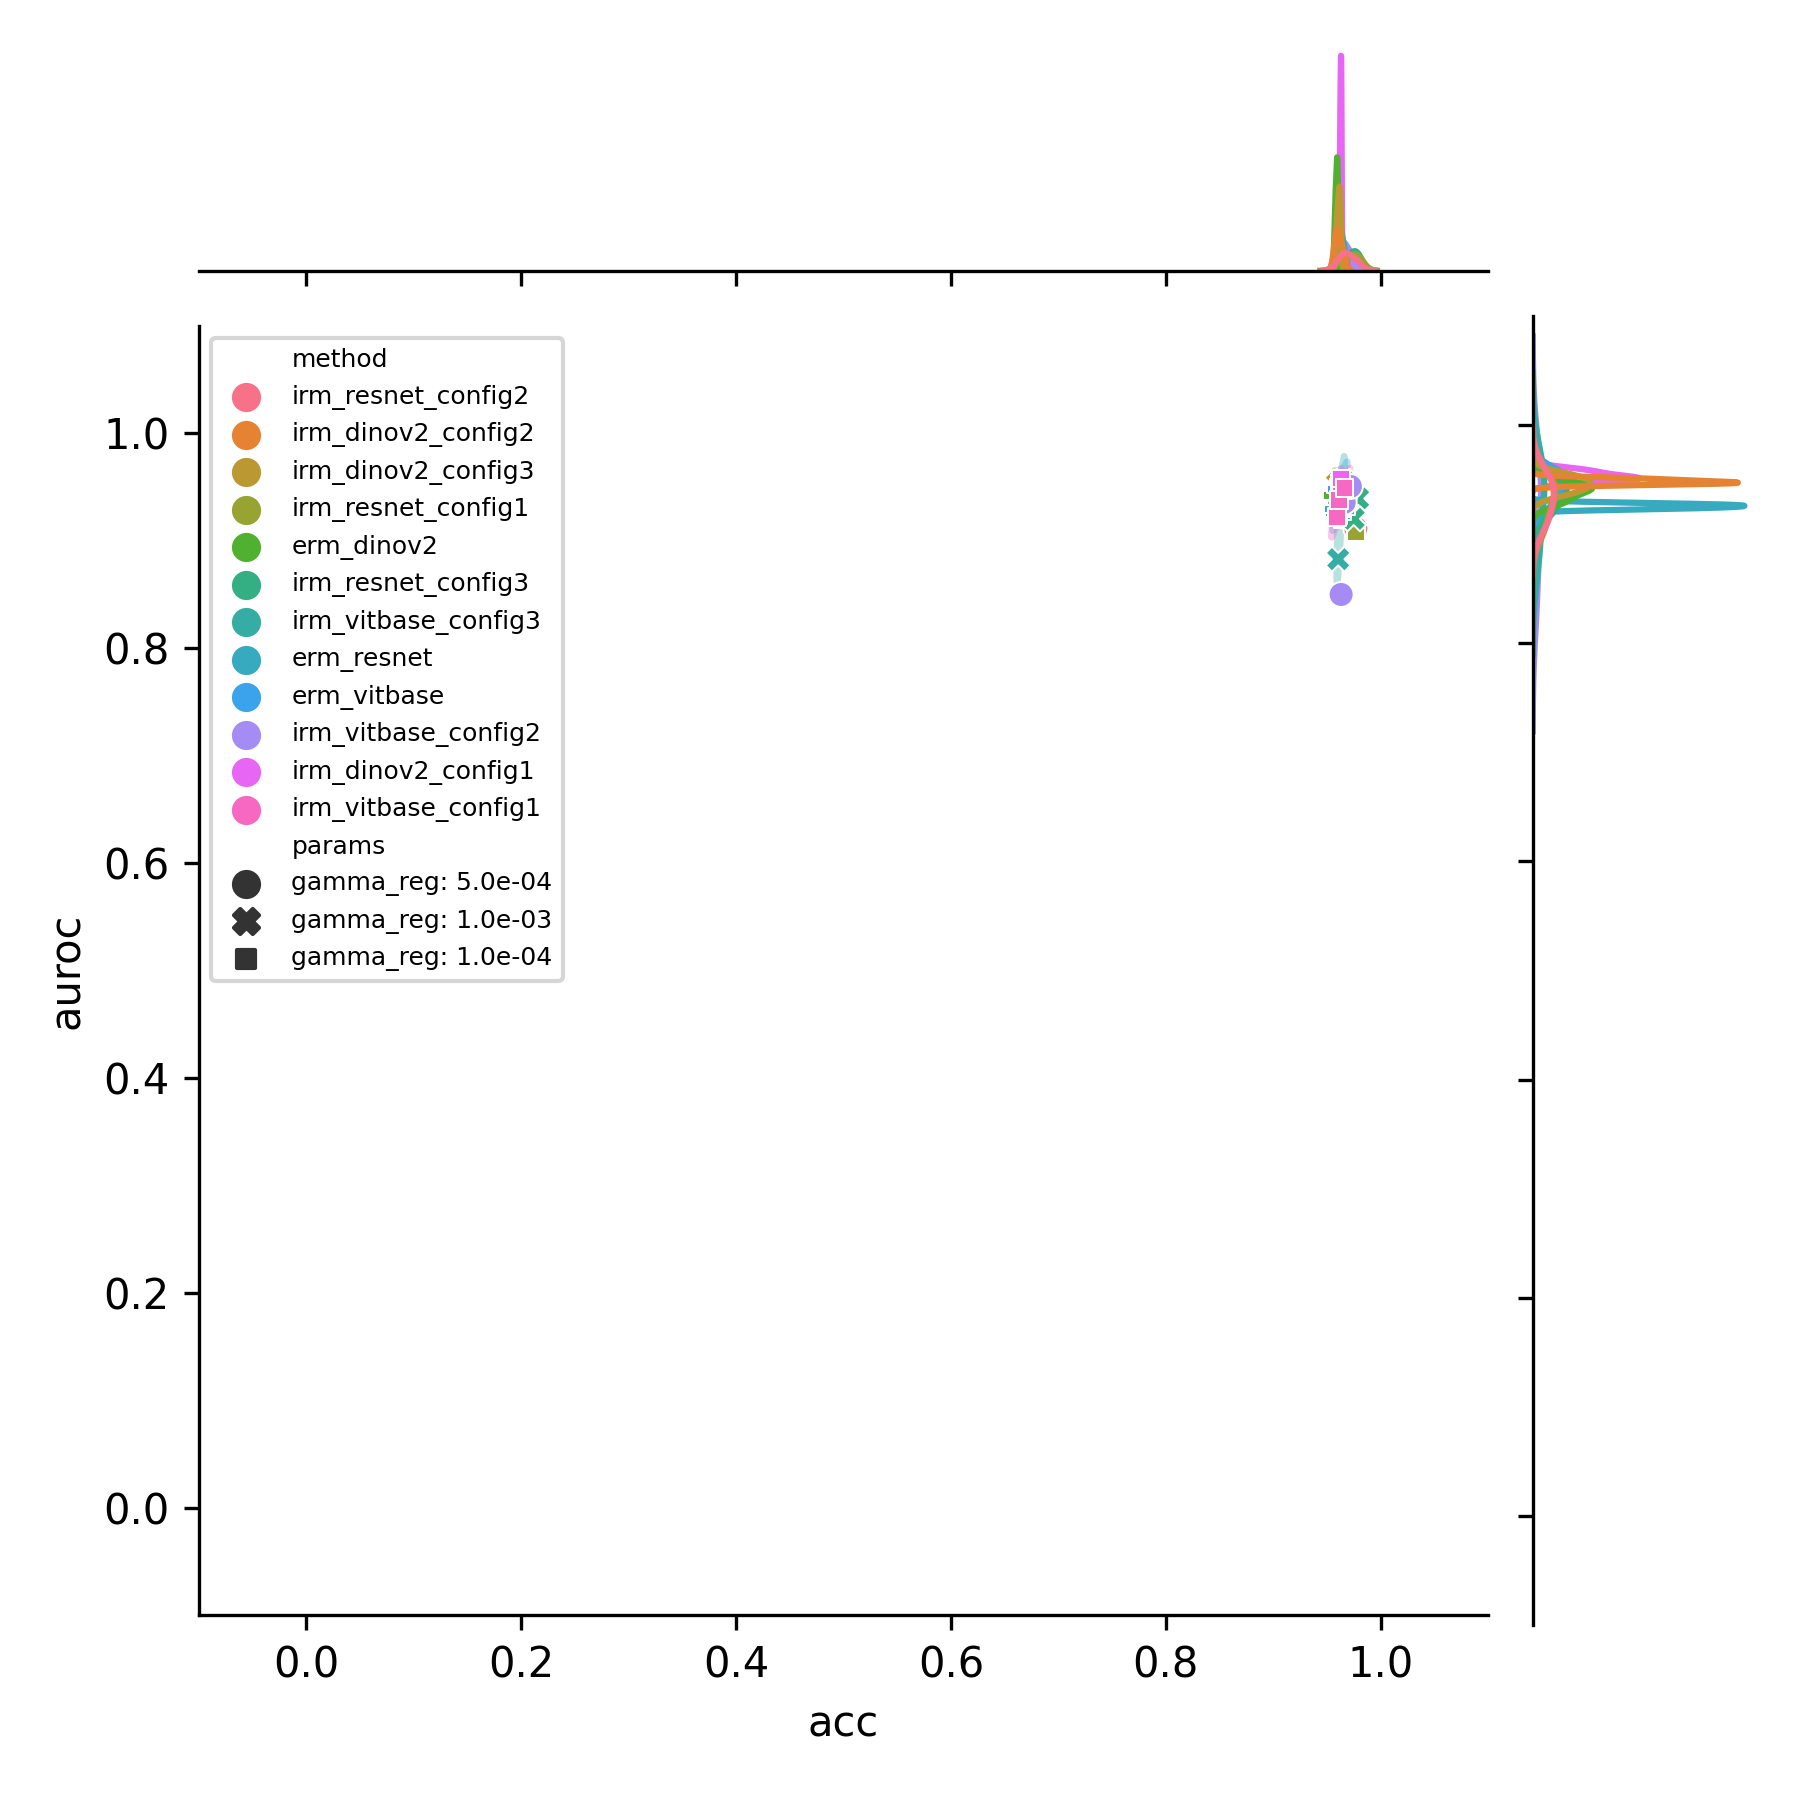 method
irm_resnet_config2
irm_dinov2_config2
irm_dinov2_config3
irm_resnet_config1
erm_dinov2
irm_resnet_config3
irm_vitbase_config3
erm_resnet
erm_vitbase
irm_vitbase_config2
irm_dinov2_config1
irm_vitbase_config1
params
gamma_reg: 5.0e-04
gamma_reg: 1.0e-03
gamma_reg: 1.0e-04
1.0
0.8
0.6
0.4
0.2
0.0
auroc
0.0 0.2 0.4 0.6 0.8 1.0
acc